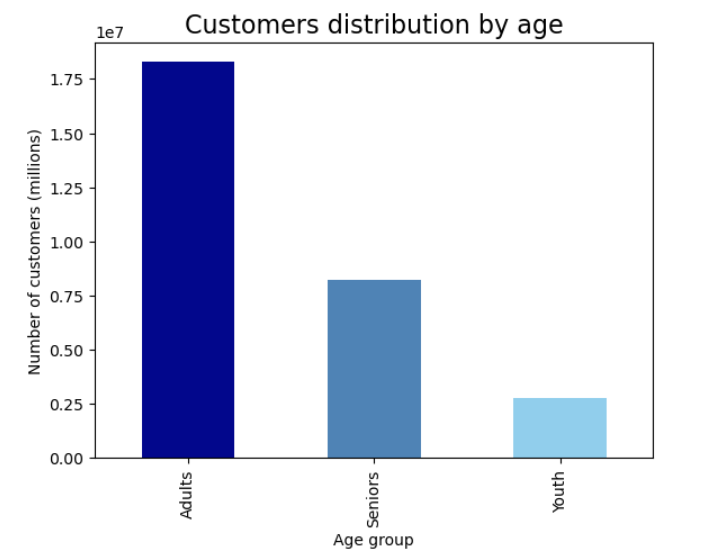 Customers distribution by age
1e7
Number of customers (millions)
1.75
1.50
1.25
1.00
0.75
0.50
0.25
0.00
Adults
Seniors
Youth
Age group